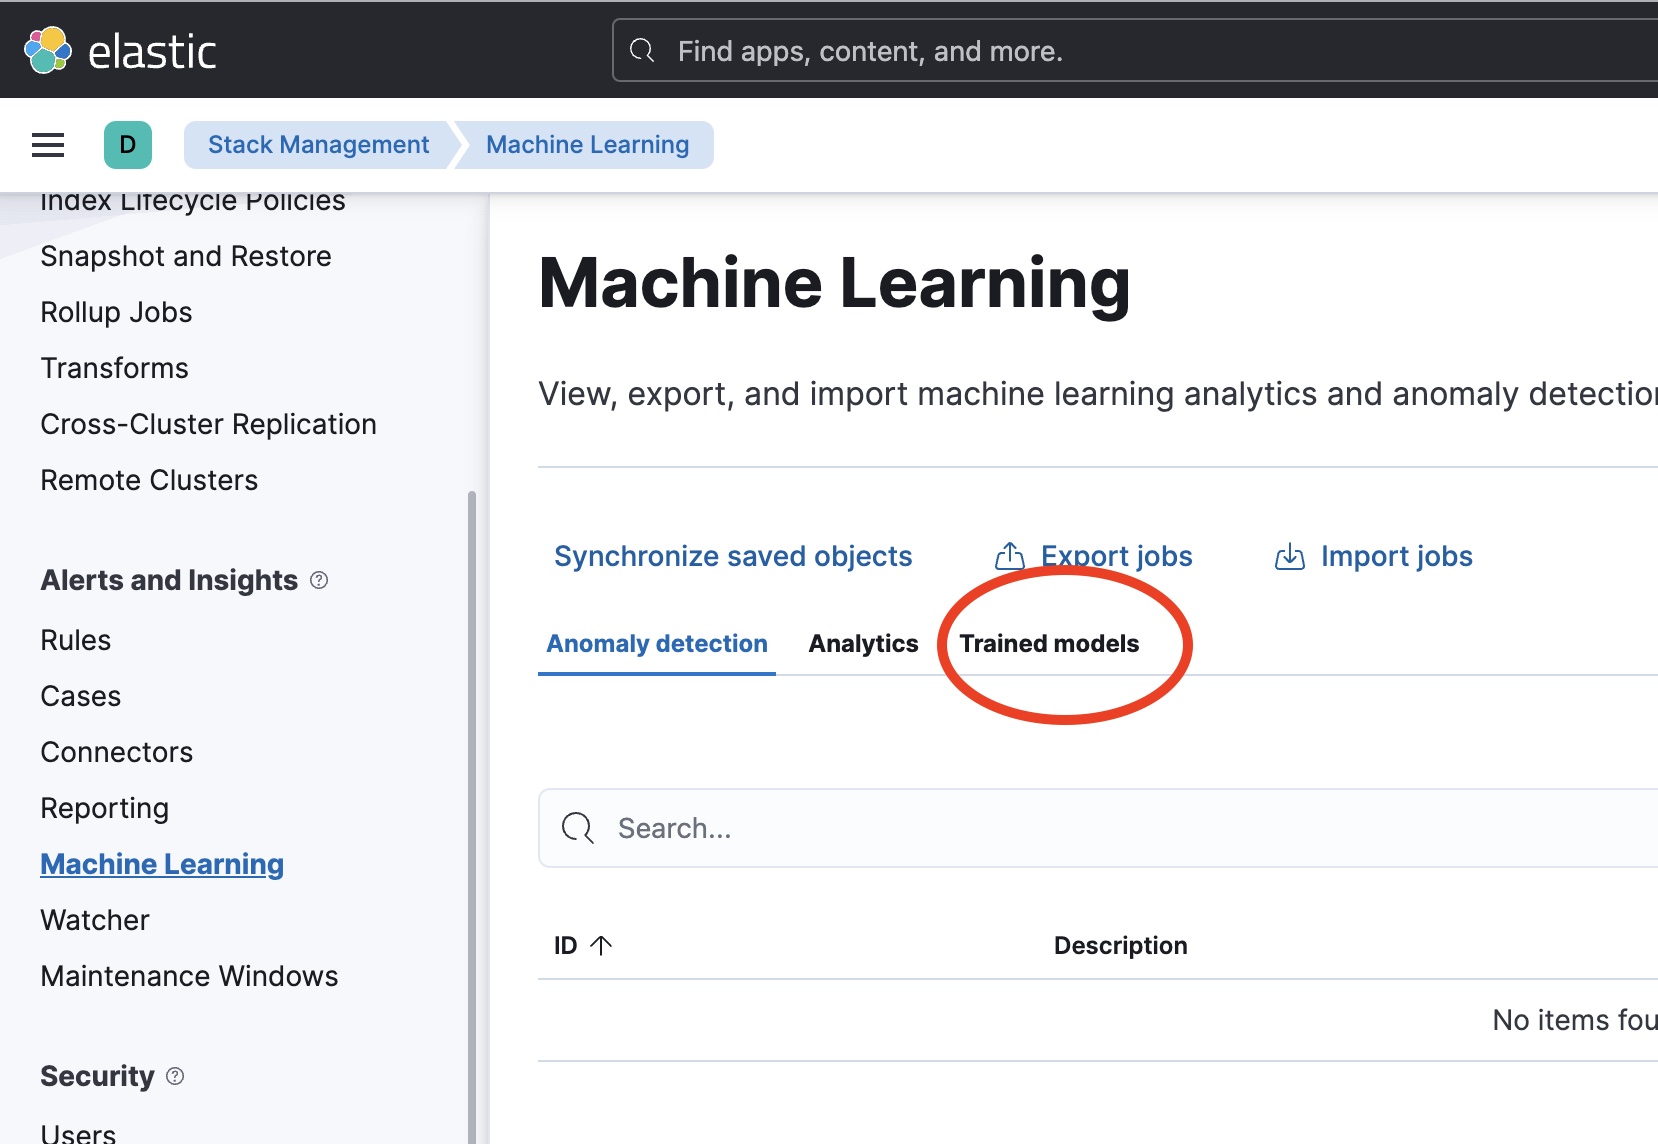 elastic
Find apps, content, and more.
D
Stack Management
Machine Learning
Index Lifecycle Policies
Snapshot and Restore
Rollup Jobs
Transforms
Cross-Cluster Replication
Remote Clusters
Alerts and Insights
Rules
Cases
Connectors
Reporting
Machine Learning
Watcher
Maintenance Windows
Security
Users
Machine Learning
View, export, and import machine learning analytics and anomaly detection
Synchronize saved objects
Export jobs
Import jobs
Anomaly detection
Analytics
Trained models
Search...
ID
Description
No items fou